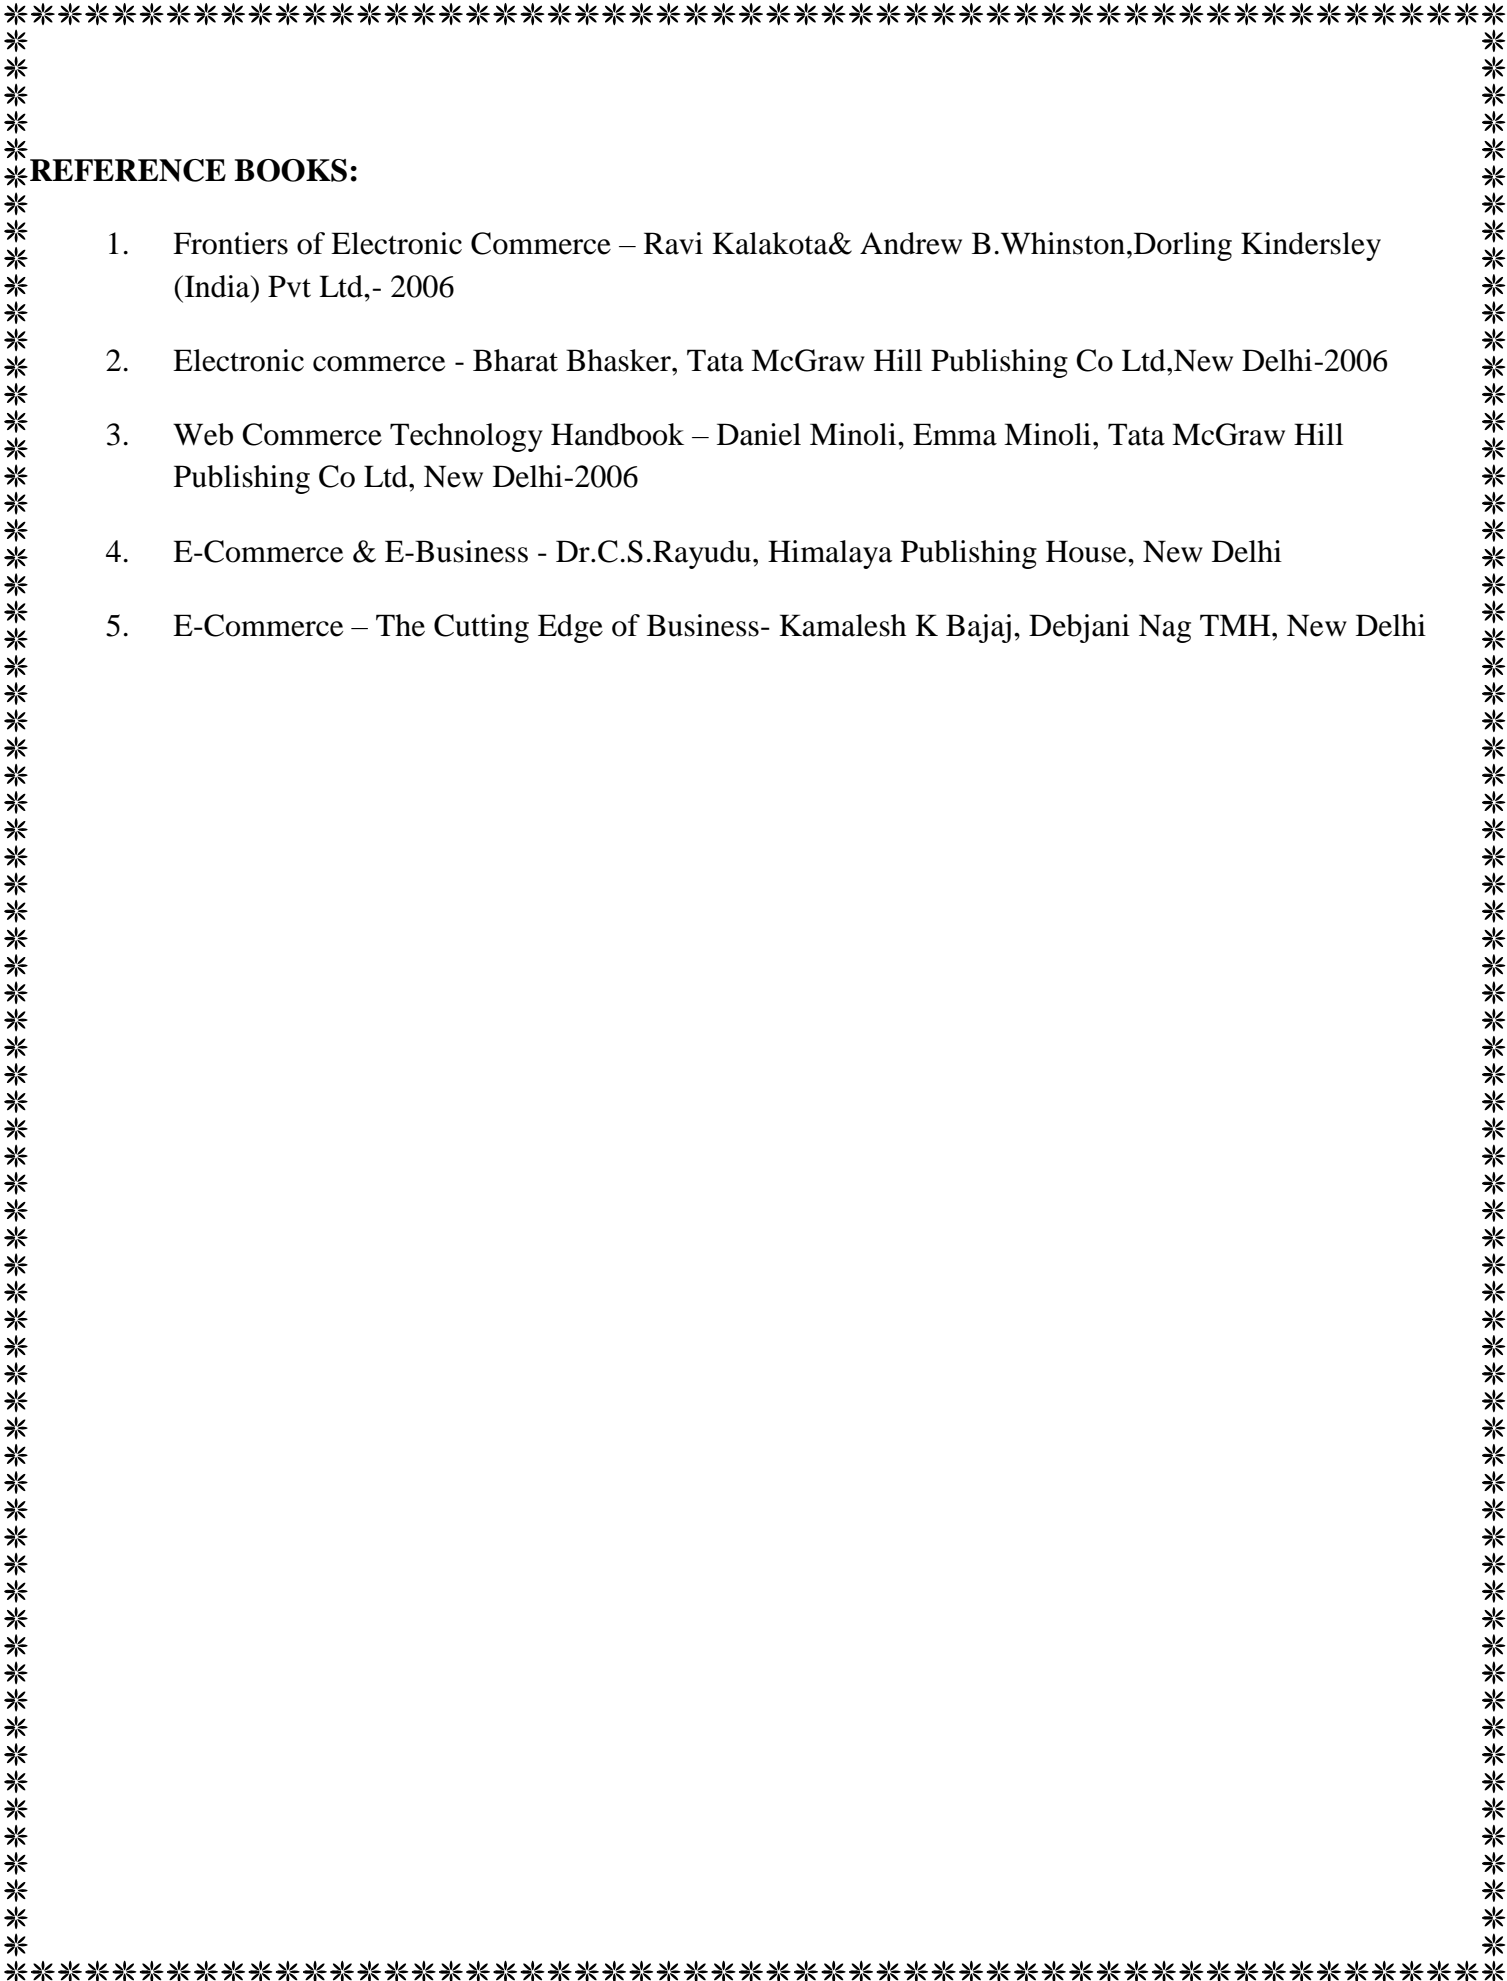 REFERENCE BOOKS:
1. Frontiers of Electronic Commerce – Ravi Kalakota& Andrew B.Whinston,Dorling Kindersley
(India) Pvt Ltd,- 2006
2. Electronic commerce - Bharat Bhasker, Tata McGraw Hill Publishing Co Ltd,New Delhi-2006
3. Web Commerce Technology Handbook – Daniel Minoli, Emma Minoli, Tata McGraw Hill
Publishing Co Ltd, New Delhi-2006
4. E-Commerce & E-Business - Dr.C.S.Rayudu, Himalaya Publishing House, New Delhi
5. E-Commerce – The Cutting Edge of Business- Kamalesh K Bajaj, Debjani Nag TMH, New Delhi